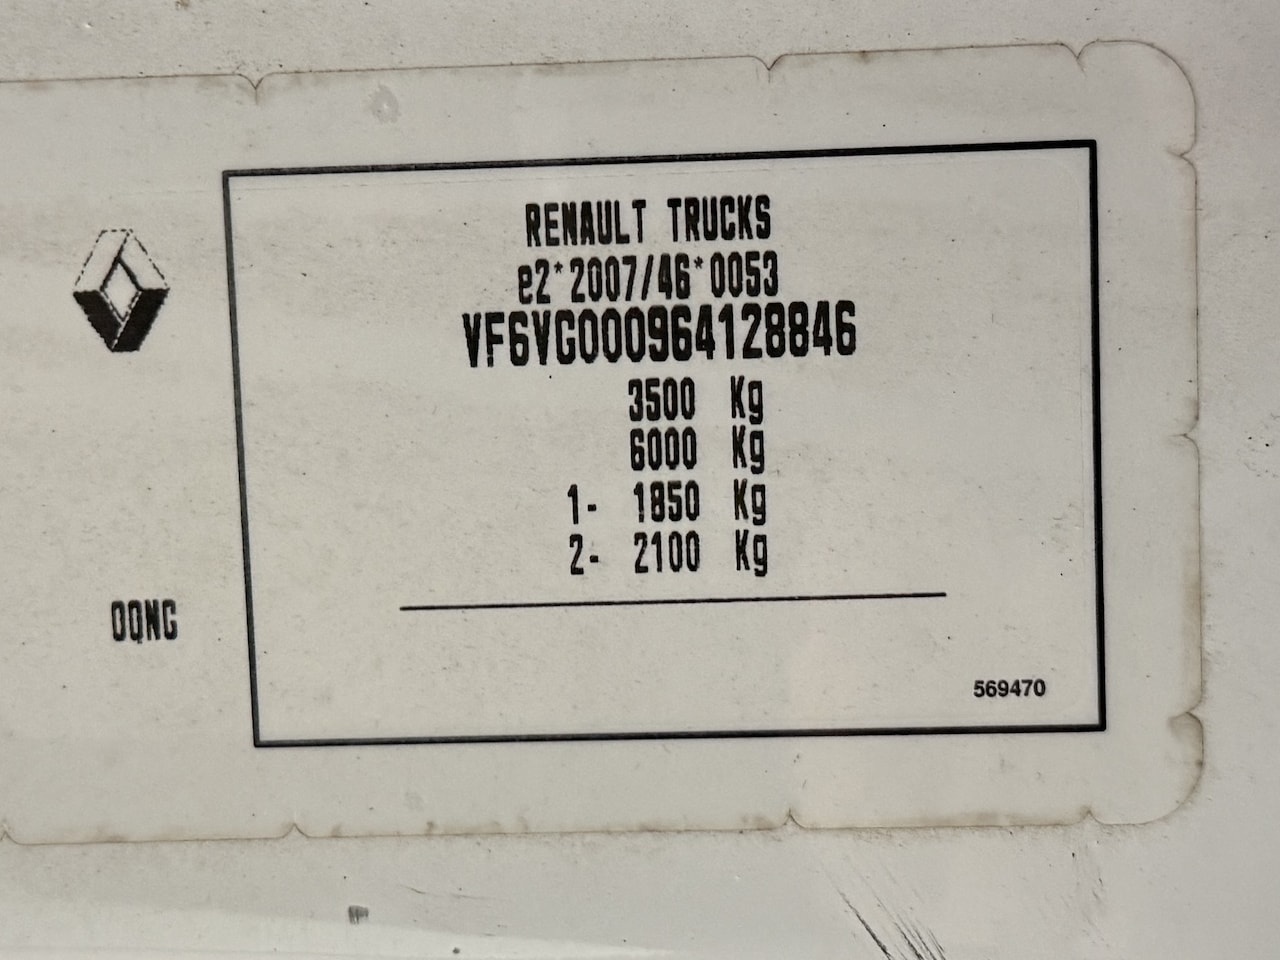 RENAULT TRUCKS
e2*2007/46*0053
VF6VG000964128846
3500 Kg
6000 Kg
1- 1850 Kg
2- 2100 Kg
OQNG
569470